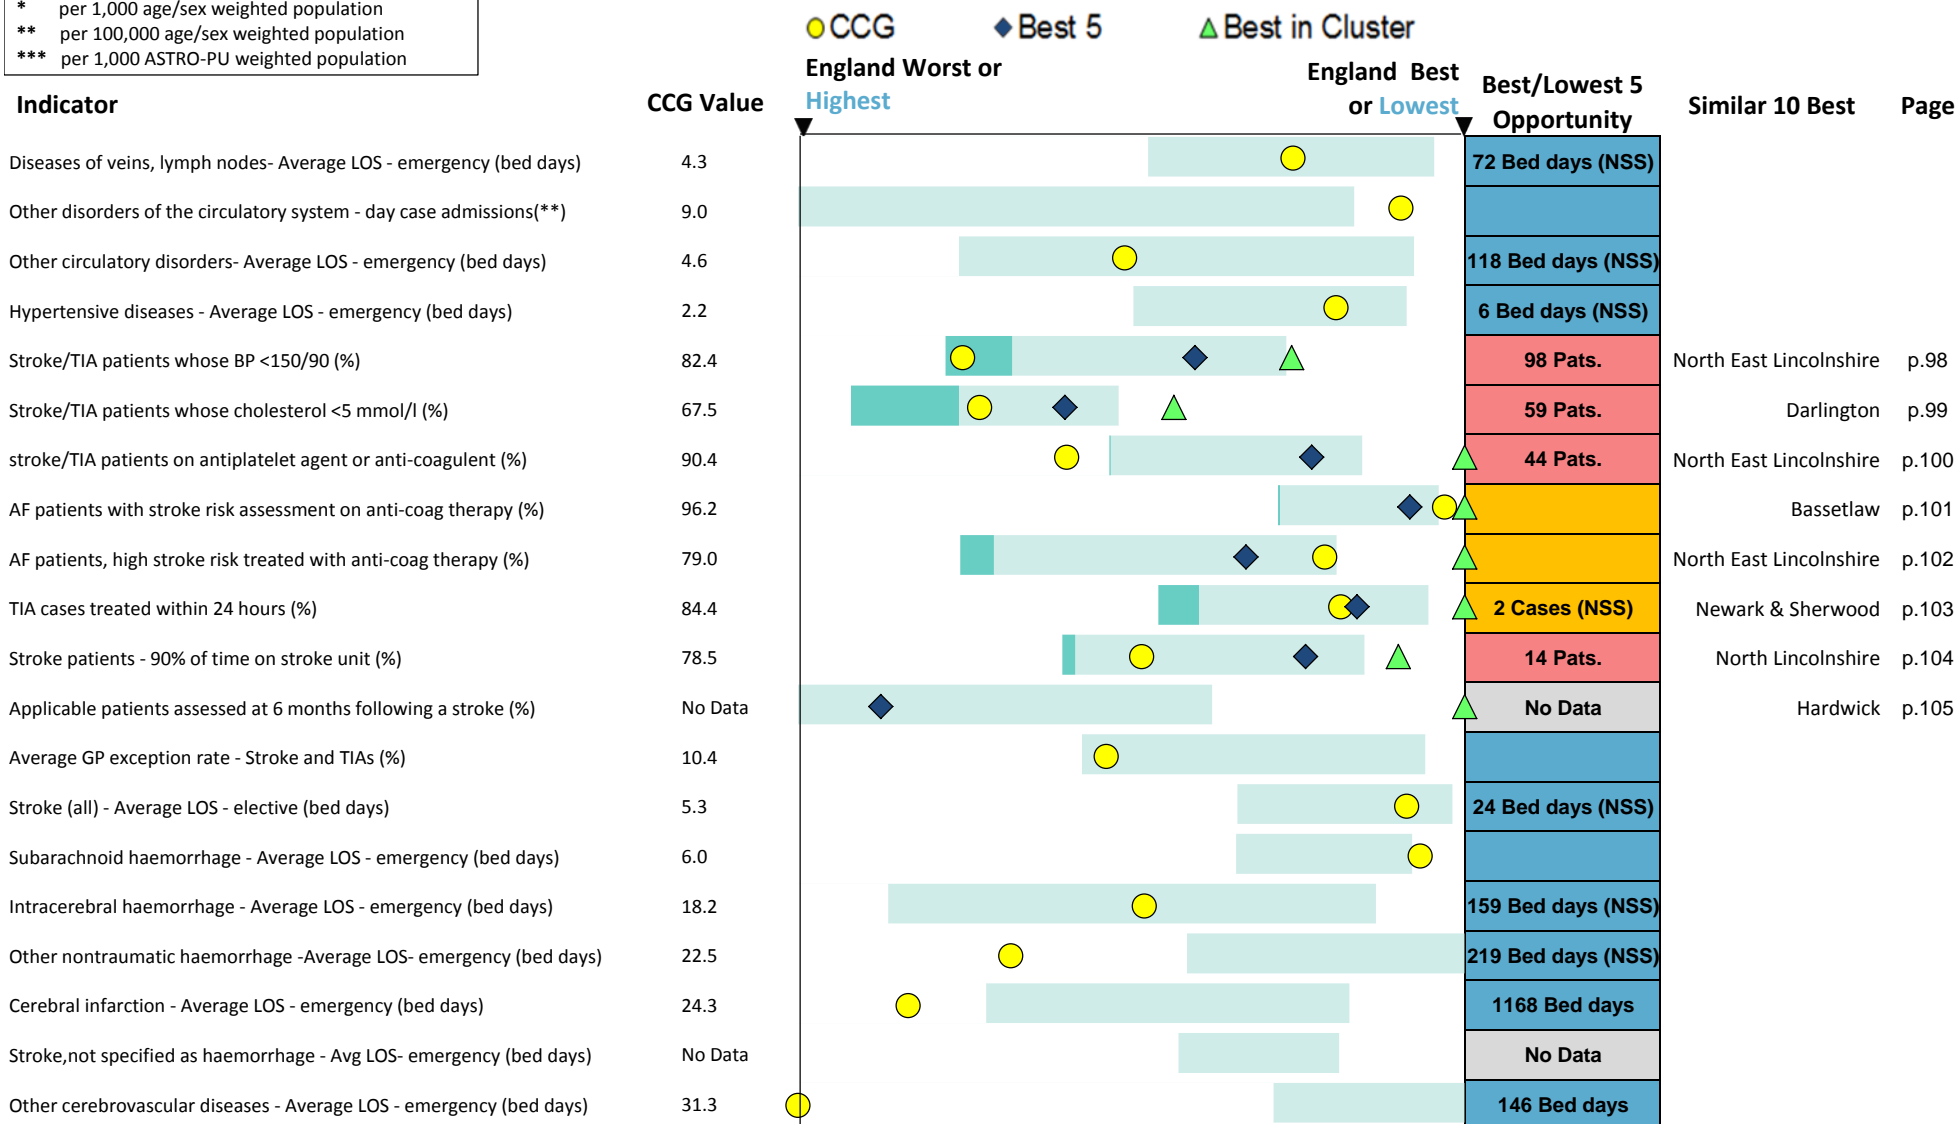 * per 1,000 age/sex weighted population
** per 100,000 age/sex weighted population
*** per 1,000 ASTRO-PU weighted population
CCG Best 5 Best in Cluster
Indicator CCG Value England Worst or Highest England Best or Lowest Best/Lowest 5 Opportunity Similar 10 Best Page
Diseases of veins, lymph nodes- Average LOS - emergency (bed days) 4.3 72 Bed days (NSS)
Other disorders of the circulatory system - day case admissions(**) 9.0
Other circulatory disorders- Average LOS - emergency (bed days) 4.6 118 Bed days (NSS)
Hypertensive diseases - Average LOS - emergency (bed days) 2.2 6 Bed days (NSS)
Stroke/TIA patients whose BP <150/90 (%) 82.4 98 Pats. North East Lincolnshire p.98
Stroke/TIA patients whose cholesterol <5 mmol/l (%) 67.5 59 Pats. Darlington p.99
stroke/TIA patients on antiplatelet agent or anti-coagulent (%) 90.4 44 Pats. North East Lincolnshire p.100
AF patients with stroke risk assessment on anti-coag therapy (%) 96.2 Bassetlaw p.101
AF patients, high stroke risk treated with anti-coag therapy (%) 79.0 North East Lincolnshire p.102
TIA cases treated within 24 hours (%) 84.4 2 Cases (NSS) Newark & Sherwood p.103
Stroke patients - 90% of time on stroke unit (%) 78.5 14 Pats. North Lincolnshire p.104
Applicable patients assessed at 6 months following a stroke (%) No Data No Data Hardwick p.105
Average GP exception rate - Stroke and TIAs (%) 10.4
Stroke (all) - Average LOS - elective (bed days) 5.3 24 Bed days (NSS)
Subarachnoid haemorrhage - Average LOS - emergency (bed days) 6.0
Intracerebral haemorrhage - Average LOS - emergency (bed days) 18.2 159 Bed days (NSS)
Other nontraumatic haemorrhage -Average LOS- emergency (bed days) 22.5 219 Bed days (NSS)
Cerebral infarction - Average LOS - emergency (bed days) 24.3 1168 Bed days
Stroke,not specified as haemorrhage - Avg LOS- emergency (bed days) No Data No Data
Other cerebrovascular diseases - Average LOS - emergency (bed days) 31.3 146 Bed days